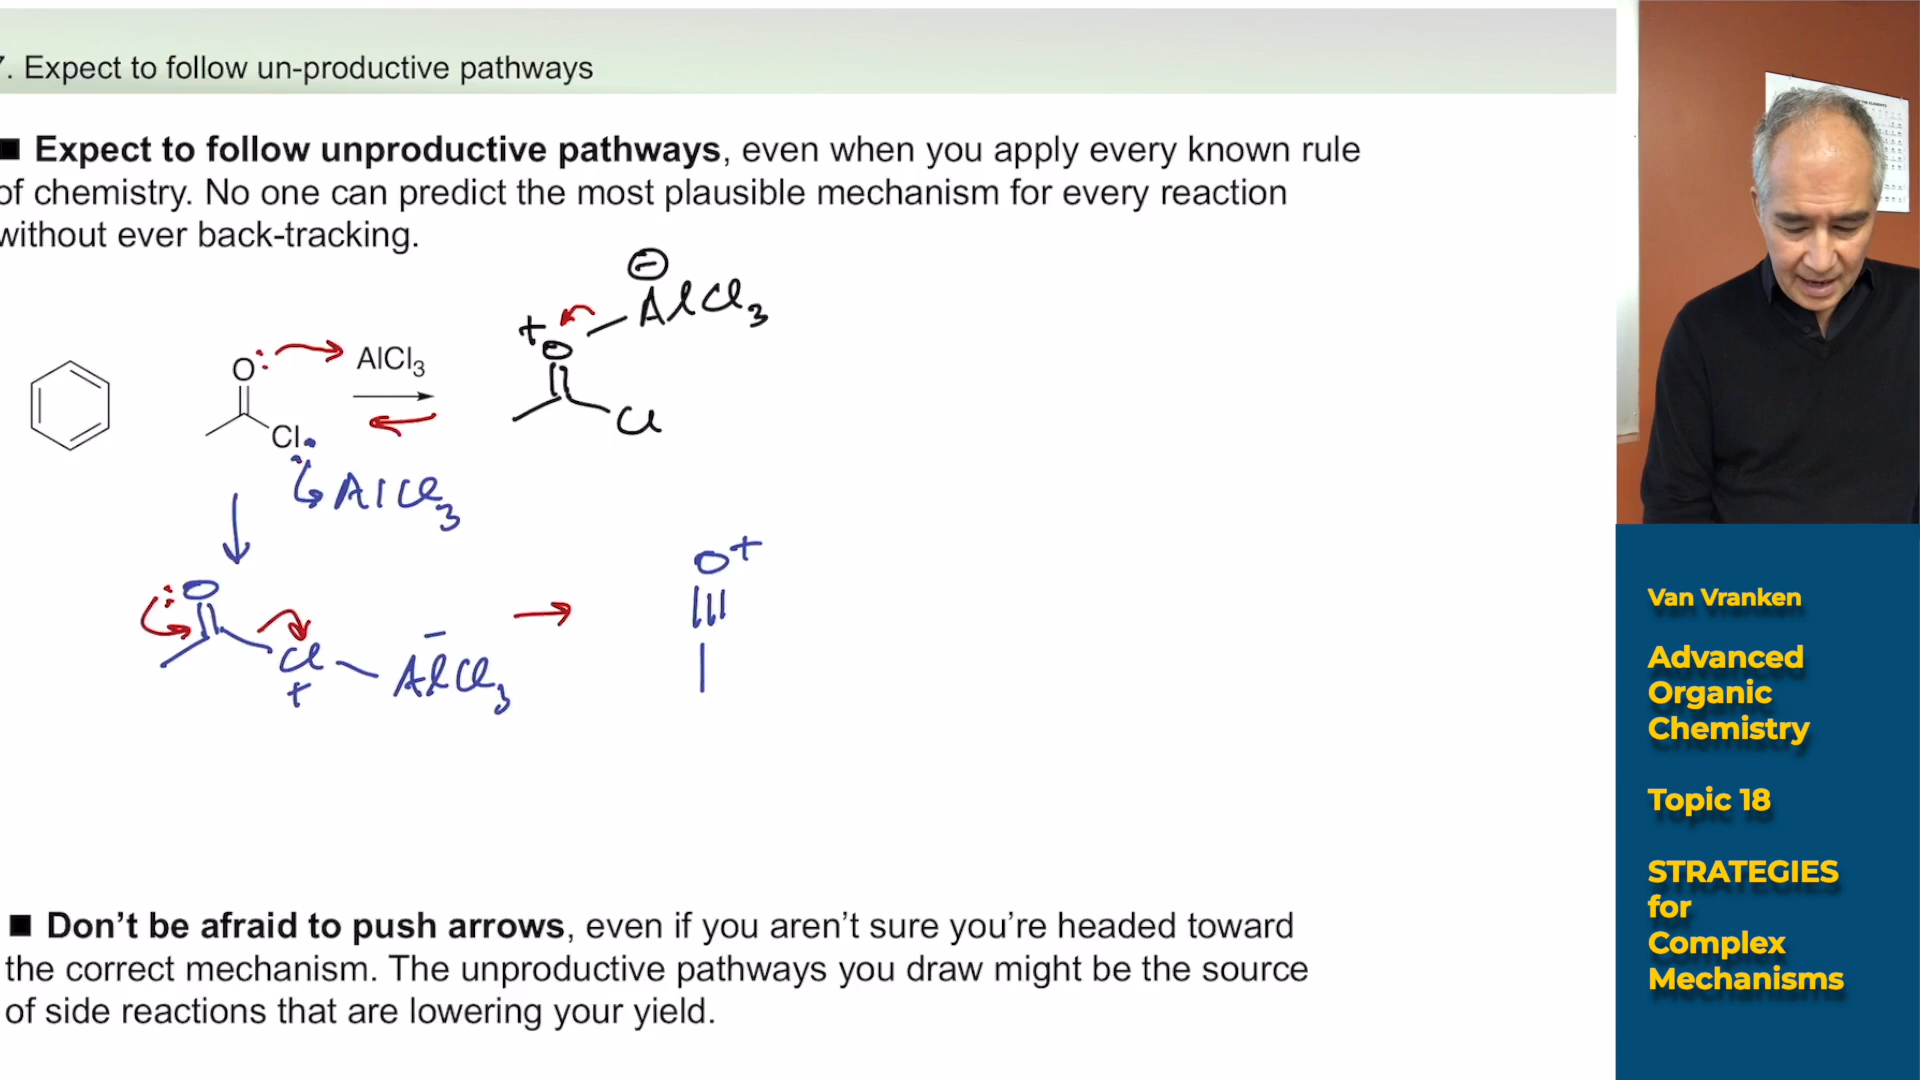 . Expect to follow un-productive pathways
■ Expect to follow unproductive pathways, even when you apply every known rule
of chemistry. No one can predict the most plausible mechanism for every reaction
without ever back-tracking.
⊖
AlCl3
+
O
Cl
O:
AlCl3
Cl
AlCl3
O+
:O
Cl
+
–
AlCl3
■ Don’t be afraid to push arrows, even if you aren’t sure you’re headed toward
the correct mechanism. The unproductive pathways you draw might be the source
of side reactions that are lowering your yield.
Van Vranken
Advanced
Organic
Chemistry
Topic 18
STRATEGIES
for
Complex
Mechanisms